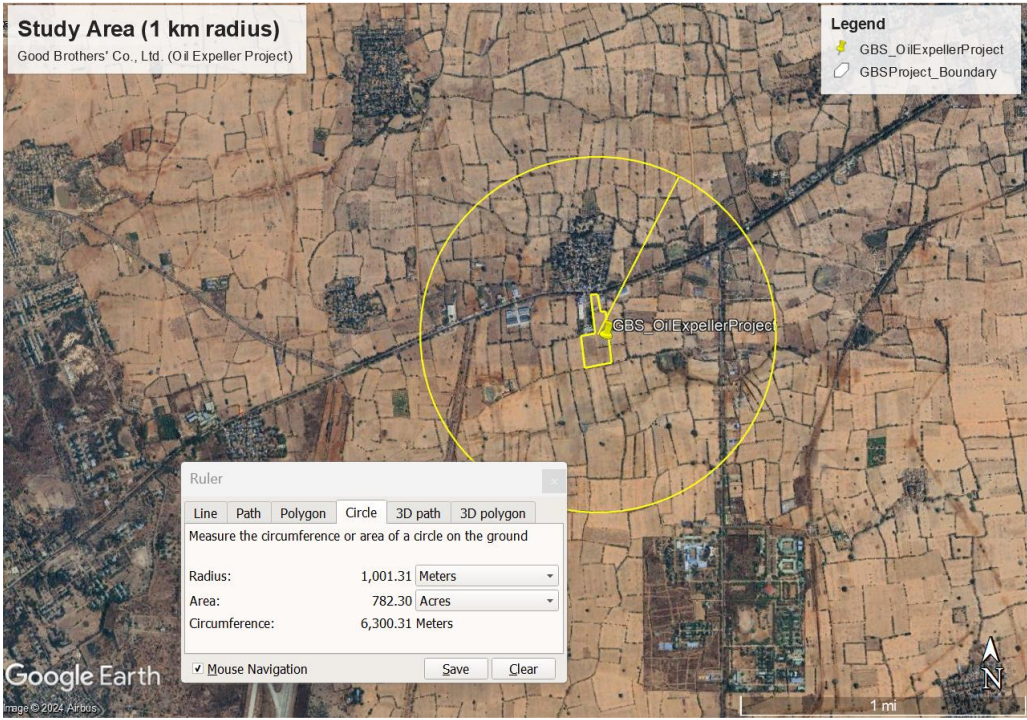 Study Area (1 km radius)
Good Brothers' Co., Ltd. (Oil Expeller Project)
Legend
GBS_OilExpellerProject
GBSProject_Boundary
GBS_OilExpellerProject
Ruler
x
Line Path Polygon Circle 3D path 3D polygon
Measure the circumference or area of a circle on the ground
Radius: 1,001.31 Meters
Area: 782.30 Acres
Circumference: 6,300.31 Meters
Mouse Navigation Save Clear
Google Earth
Image © 2024 Airbus
N
1 mi